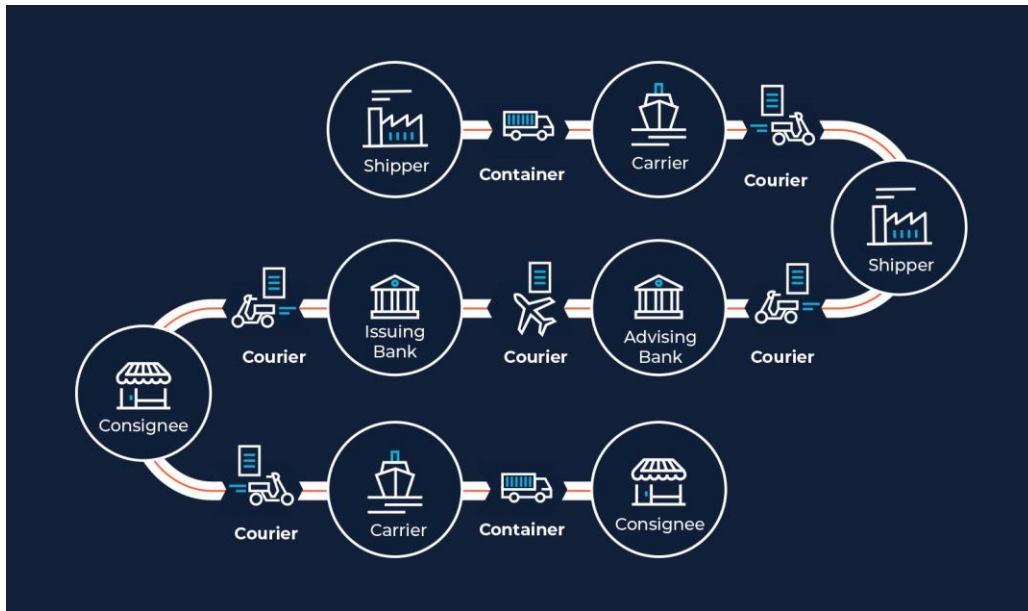 Shipper
Container
Carrier
Courier
Shipper
Courier
Issuing
Bank
Courier
Advising
Bank
Courier
Consignee
Courier
Carrier
Container
Consignee